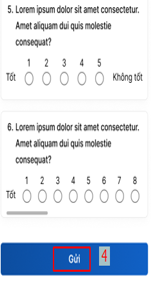 5. Lorem ipsum dolor sit amet consectetur.
Amet aliquam dui quis molestie
consequat?
1 2 3 4 5
Tốt Không tốt
6. Lorem ipsum dolor sit amet consectetur.
Amet aliquam dui quis molestie
consequat?
1 2 3 4 5 6 7 8
Tốt
Gửi 4